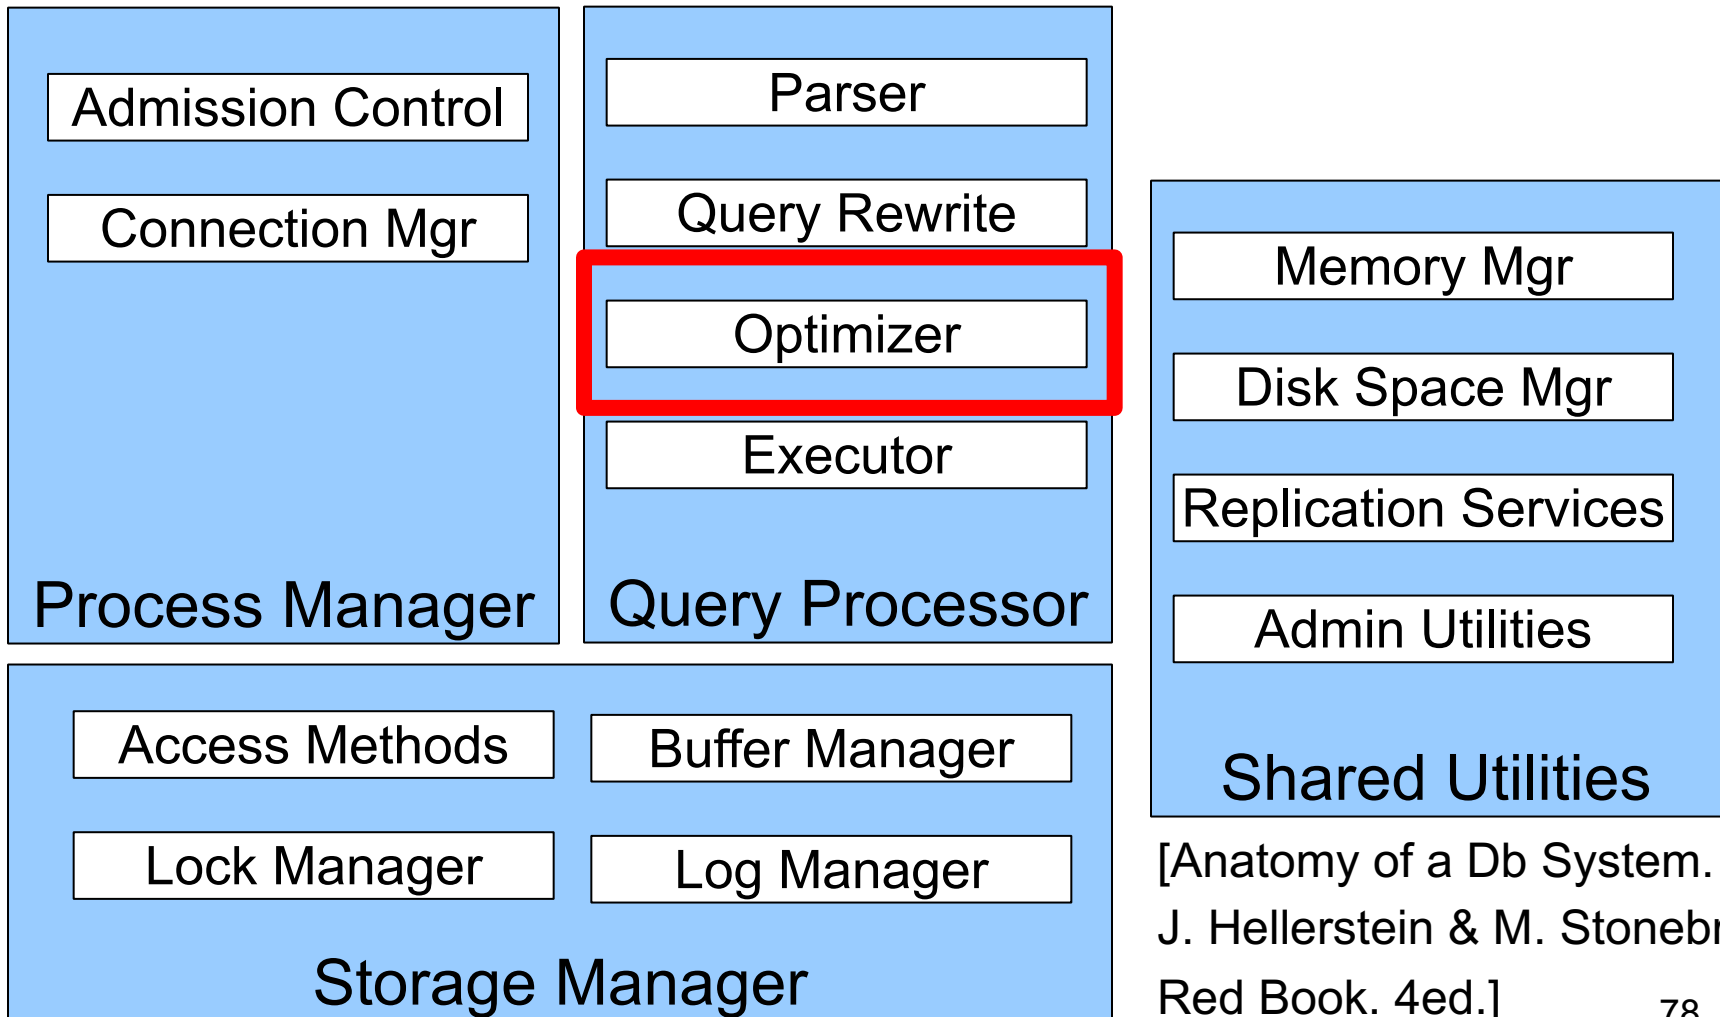 Admission Control
Connection Mgr
Process Manager
Parser
Query Rewrite
Optimizer
Executor
Query Processor
Memory Mgr
Disk Space Mgr
Replication Services
Admin Utilities
Shared Utilities
Access Methods
Buffer Manager
Lock Manager
Log Manager
Storage Manager
[Anatomy of a Db System.
J. Hellerstein & M. Stonebr
Red Book. 4ed.]
78